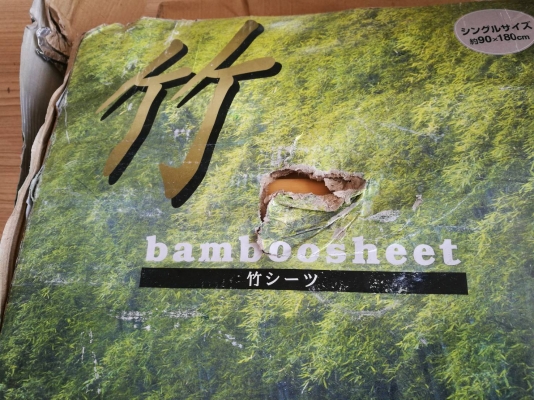 竹
シングルサイズ
約90×180cm
bamboosheet
竹シーツ